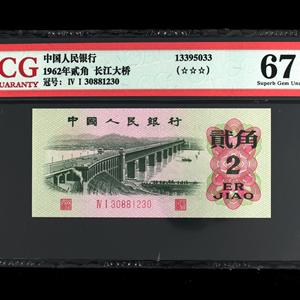 CG
UARANTY
中国人民银行
1962年贰角 长江大桥
冠号: IV I 30881230
13395033
(☆☆☆)
67
Superb Gem Unc
中国人民银行
贰角
2
ER
JIAO
IV I 30881230